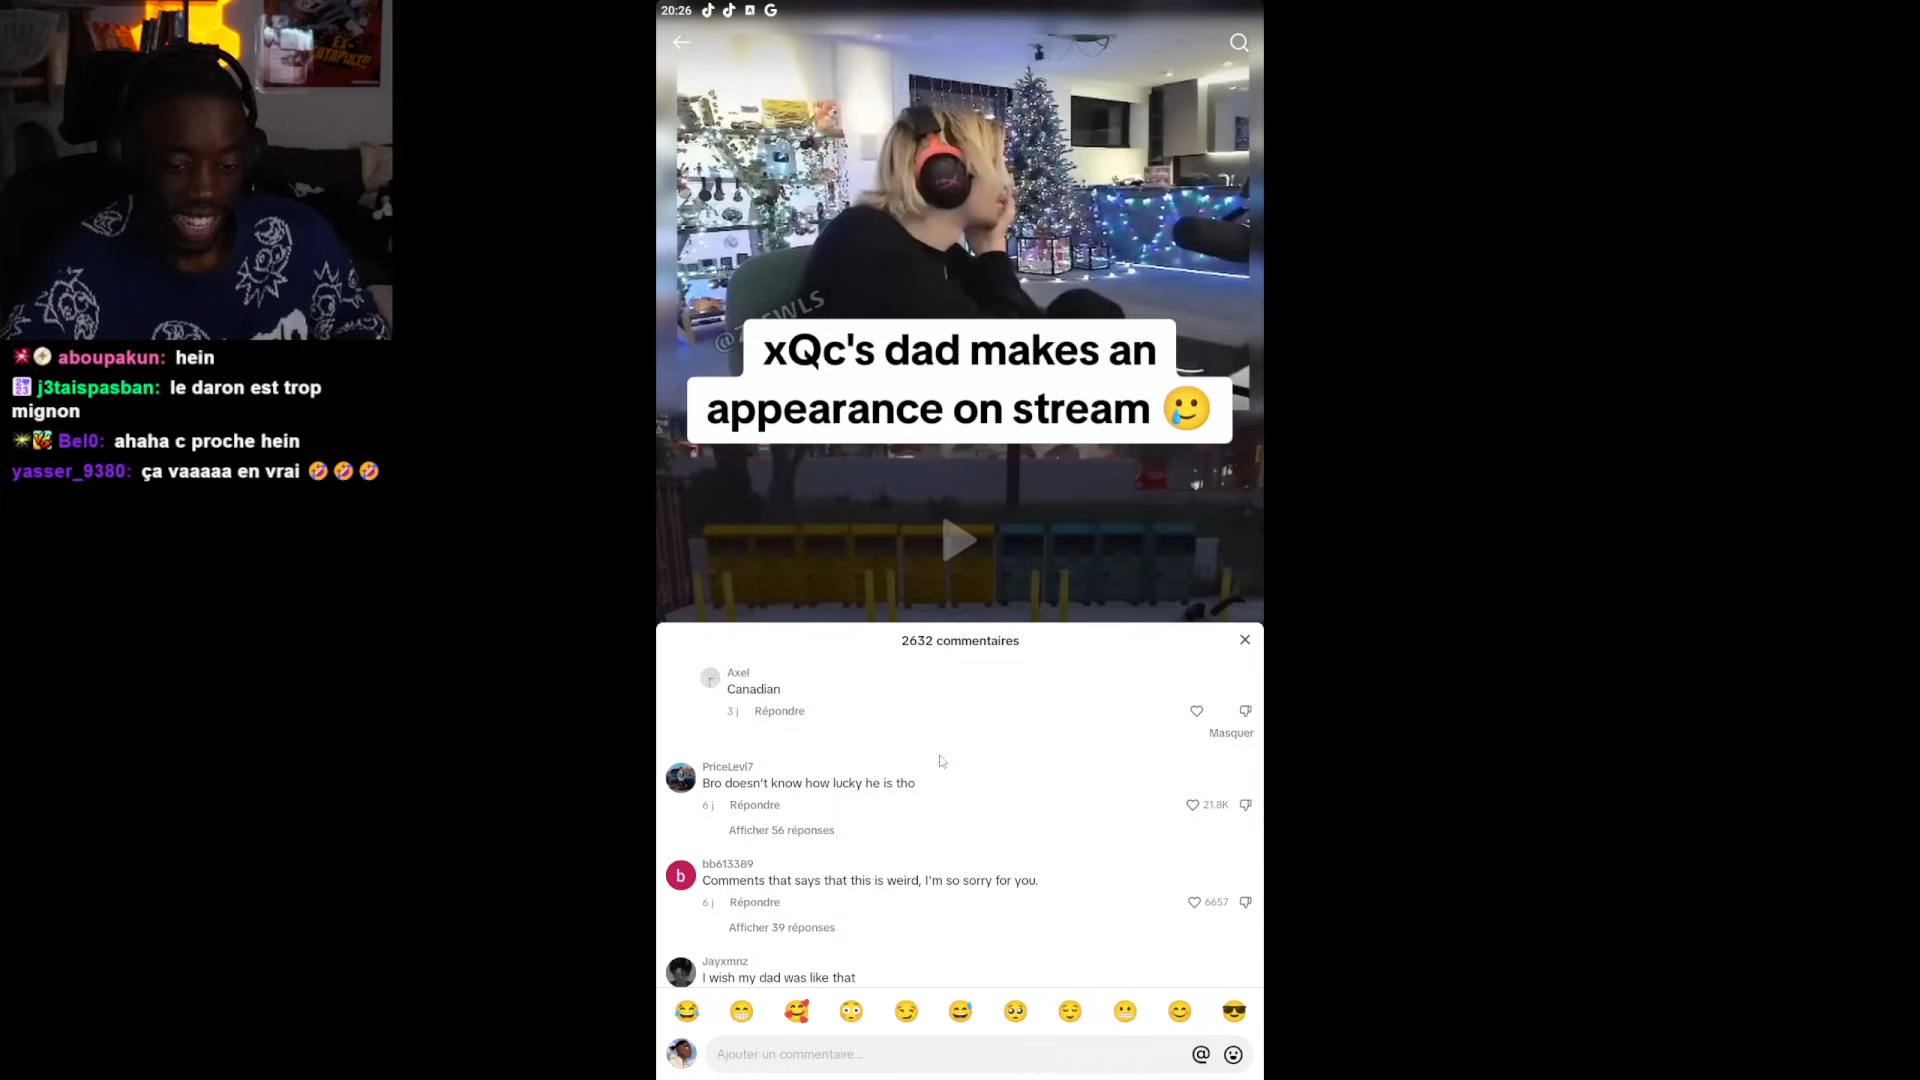 EX-
aboupakun: hein
j3taispasban: le daron est trop
mignon
Bel0: ahaha c proche hein
yasser_9380: ça vaaaaa en vrai 🤣 🤣 🤣
20:26
xQc's dad makes an
appearance on stream 🥲
2632 commentaires
Axel
Canadian
3 j Répondre
Masquer
PriceLevi7
Bro doesn’t know how lucky he is tho
6 j Répondre 21.8K
Afficher 56 réponses
bb613389
Comments that says that this is weird, I'm so sorry for you.
6 j Répondre 6657
Afficher 39 réponses
Jayxmnz
I wish my dad was like that
😂 😁 🥰 😳 😏 😅 🥺 😌 😬 😊 😎
Ajouter un commentaire... @